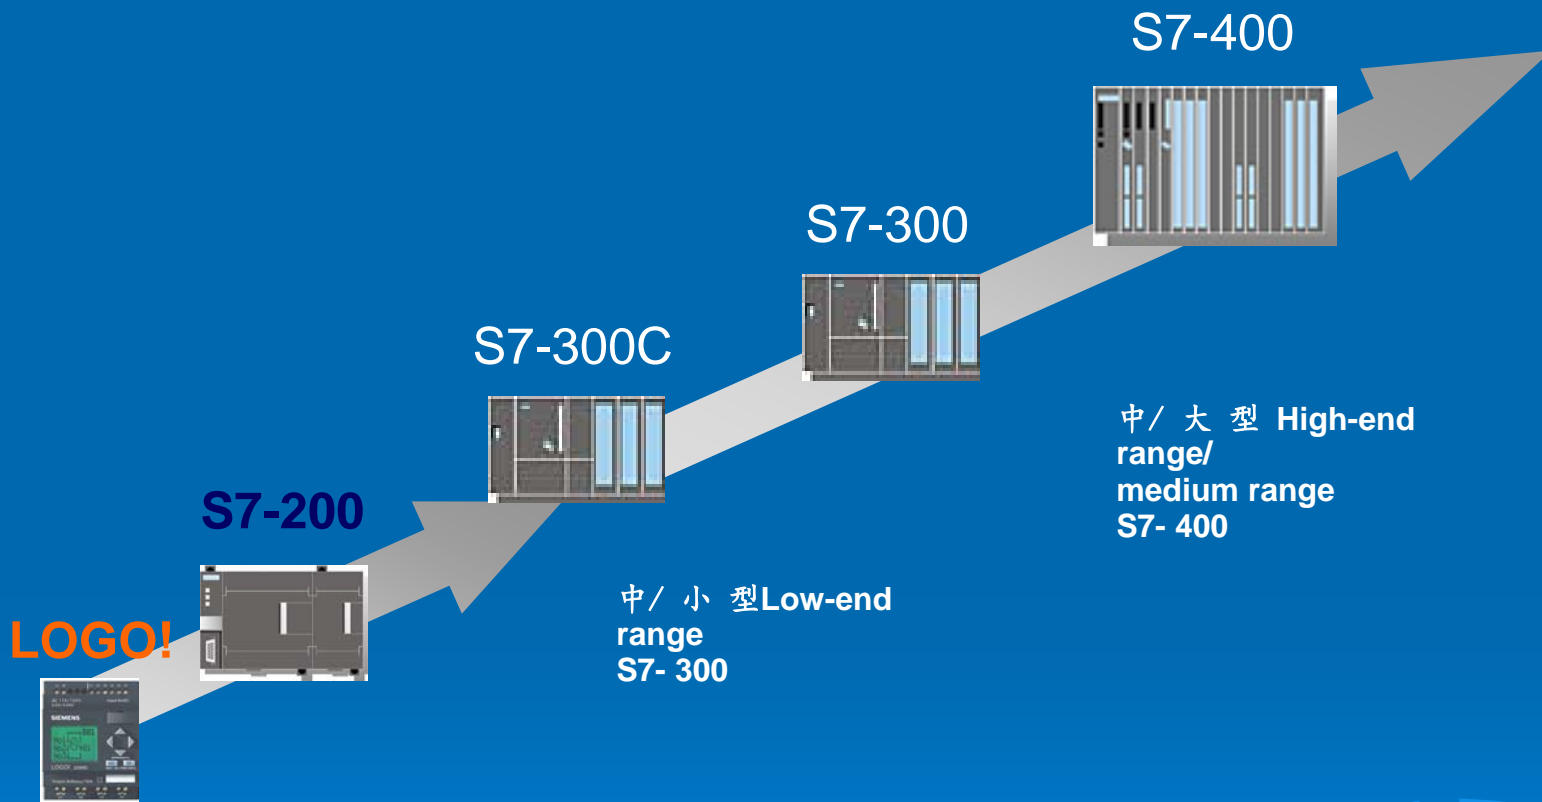 S7-400
S7-300
S7-300C
中/ 大 型 High-end
range/
medium range
S7- 400
S7-200
中/ 小 型Low-end
range
S7- 300
LOGO!
SIEMENS